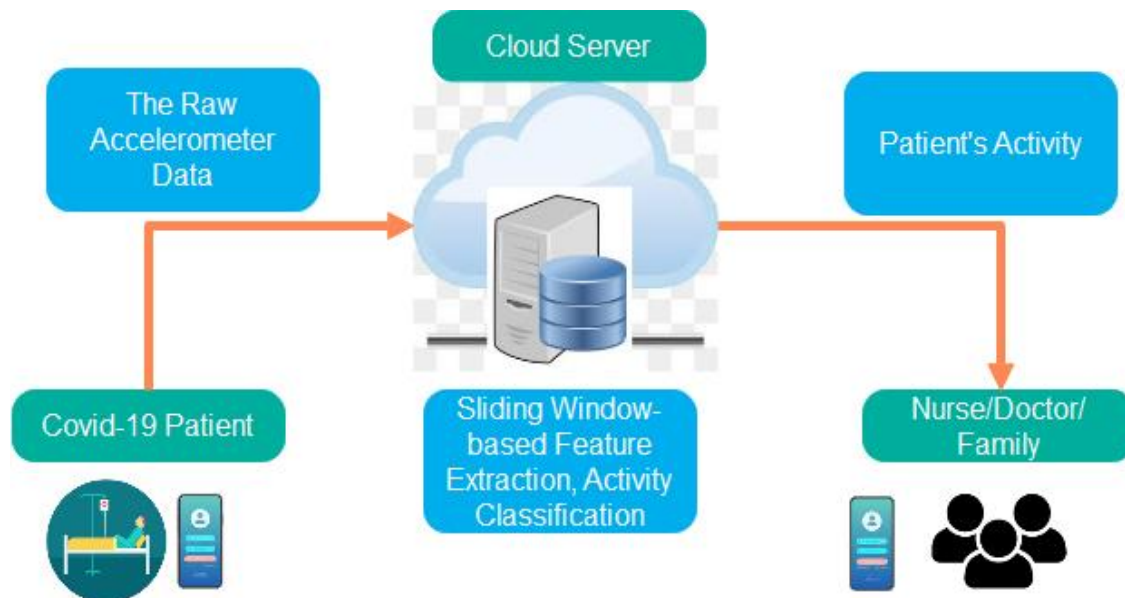 Cloud Server
The Raw
Accelerometer
Data
Patient's Activity
Covid-19 Patient
Sliding Window-
based Feature
Extraction, Activity
Classification
Nurse/Doctor/
Family